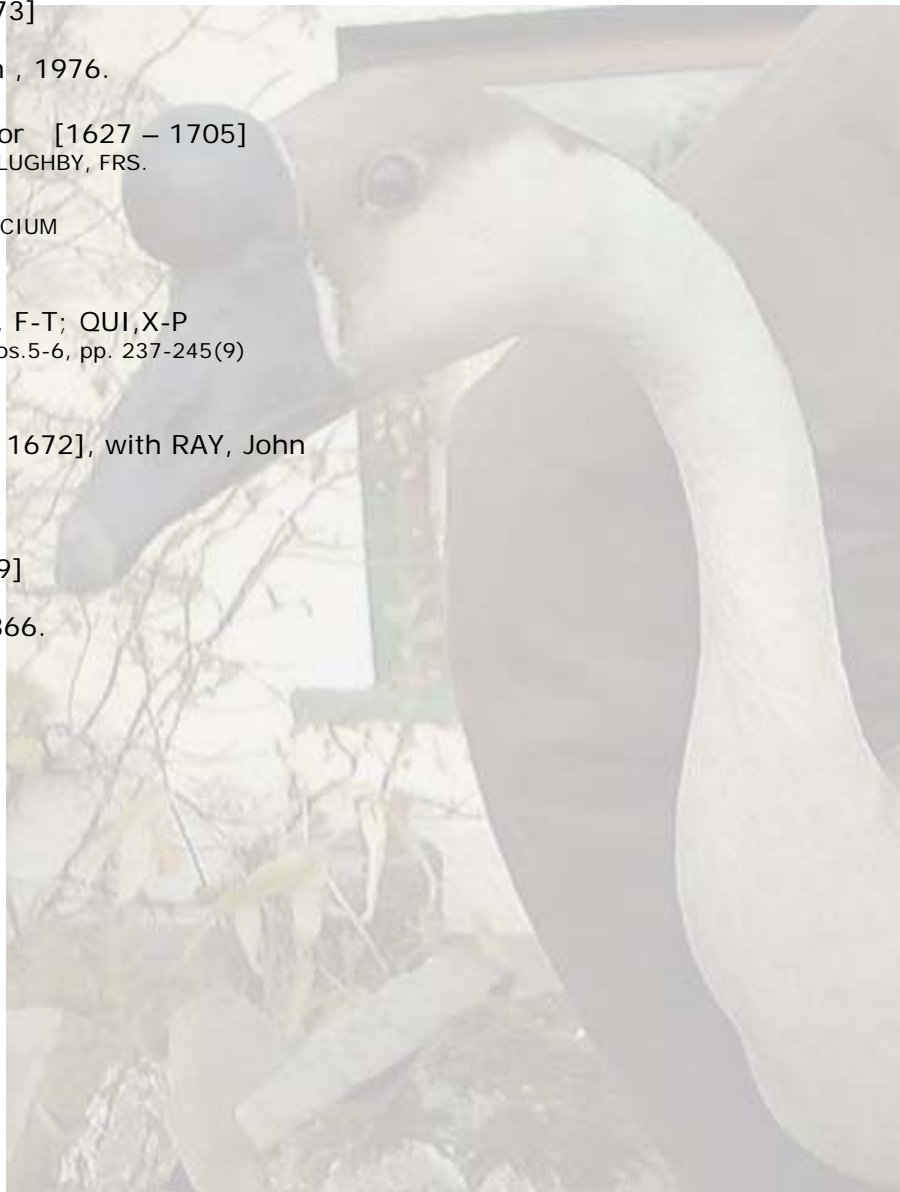 73]
, 1976.
or [1627 – 1705]
LUGHBY, FRS.
CIUM
, F-T; QUI,X-P
os.5-6, pp. 237-245(9)
1672], with RAY, John
9]
366.